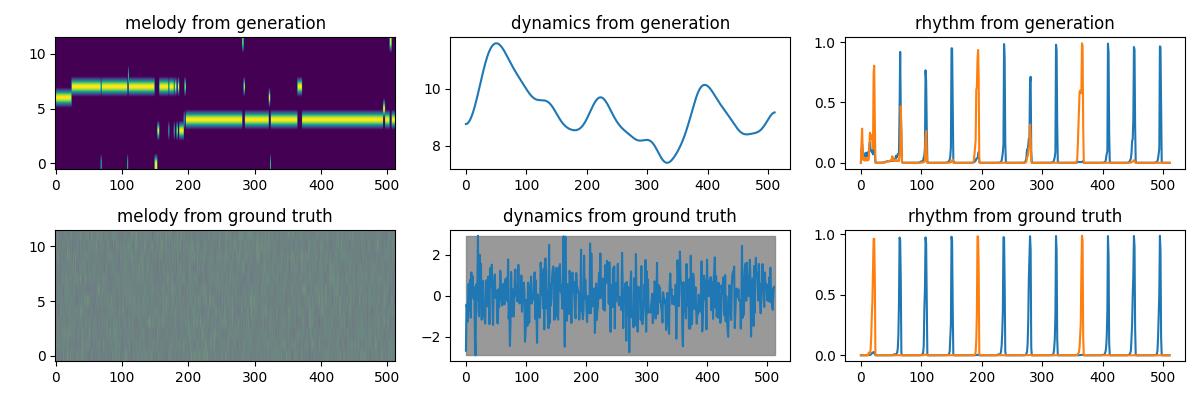 melody from generation
10
5
0
0 100 200 300 400 500
dynamics from generation
10
8
0 100 200 300 400 500
rhythm from generation
1.0
0.5
0.0
0 100 200 300 400 500
melody from ground truth
10
5
0
0 100 200 300 400 500
dynamics from ground truth
2
0
−2
0 100 200 300 400 500
rhythm from ground truth
1.0
0.5
0.0
0 100 200 300 400 500